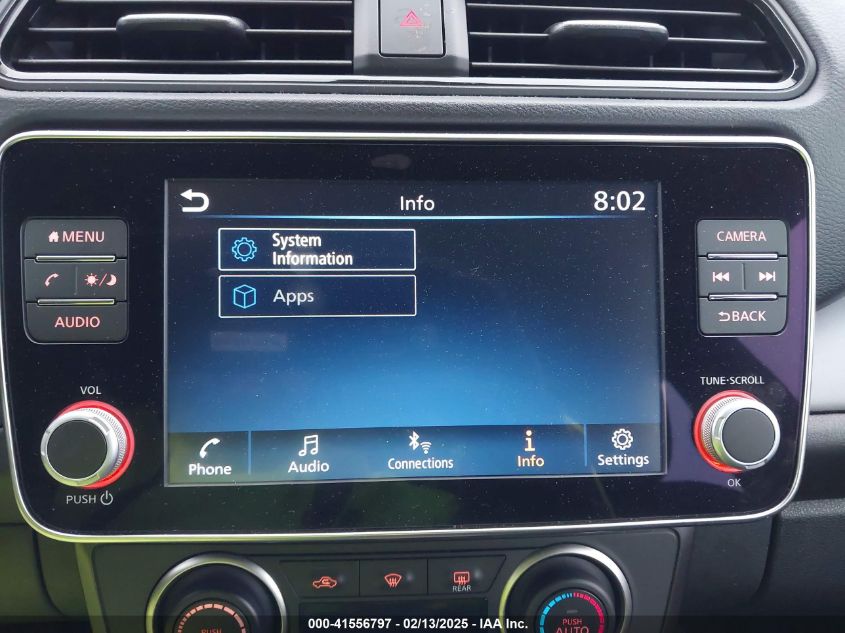 Info
8:02
MENU
CAMERA
System
Information
AUDIO
Apps
BACK
VOL
TUNE·SCROLL
Phone
Audio
Connections
Info
Settings
PUSH
OK
REAR
PUSH
PUSH
AUTO
000-41556797 - 02/13/2025 - IAA Inc.